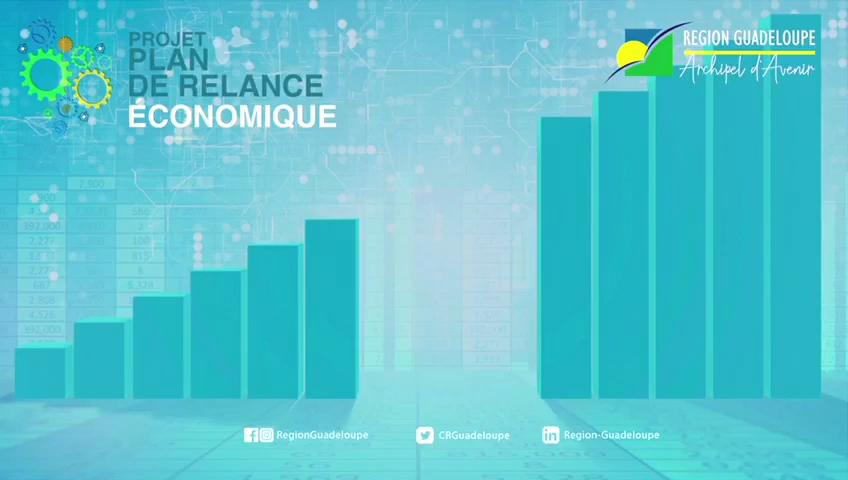 PROJET
PLAN
DE RELANCE
ÉCONOMIQUE
REGION GUADELOUPE
Archipel d'Avenir
RegionGuadeloupe
CRGuadeloupe
Region-Guadeloupe